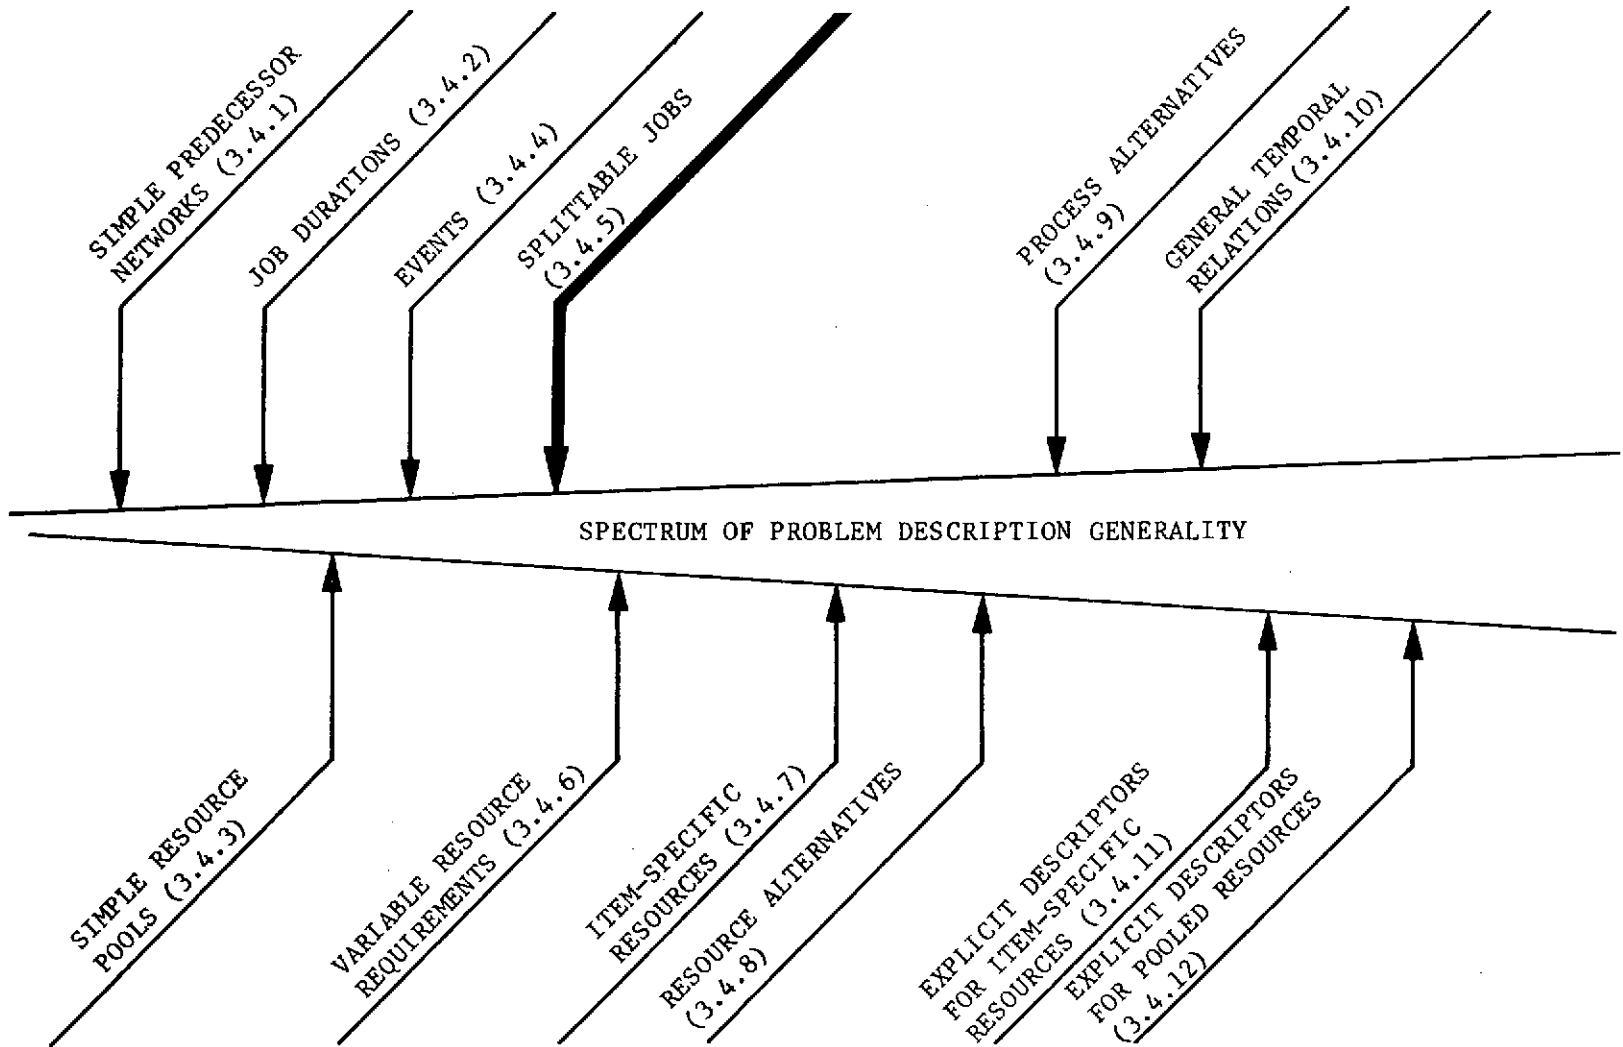 SIMPLE PREDECESSOR
NETWORKS (3.4.1)
JOB DURATIONS (3.4.2)
EVENTS (3.4.4)
SPLITTABLE JOBS
(3.4.5)
PROCESS ALTERNATIVES
(3.4.9)
GENERAL TEMPORAL
RELATIONS (3.4.10)
SPECTRUM OF PROBLEM DESCRIPTION GENERALITY
SIMPLE RESOURCE
POOLS (3.4.3)
VARIABLE RESOURCE
REQUIREMENTS (3.4.6)
ITEM-SPECIFIC
RESOURCES (3.4.7)
RESOURCE ALTERNATIVES
(3.4.8)
EXPLICIT DESCRIPTORS
FOR ITEM-SPECIFIC
RESOURCES (3.4.11)
EXPLICIT DESCRIPTORS
FOR POOLED RESOURCES
(3.4.12)